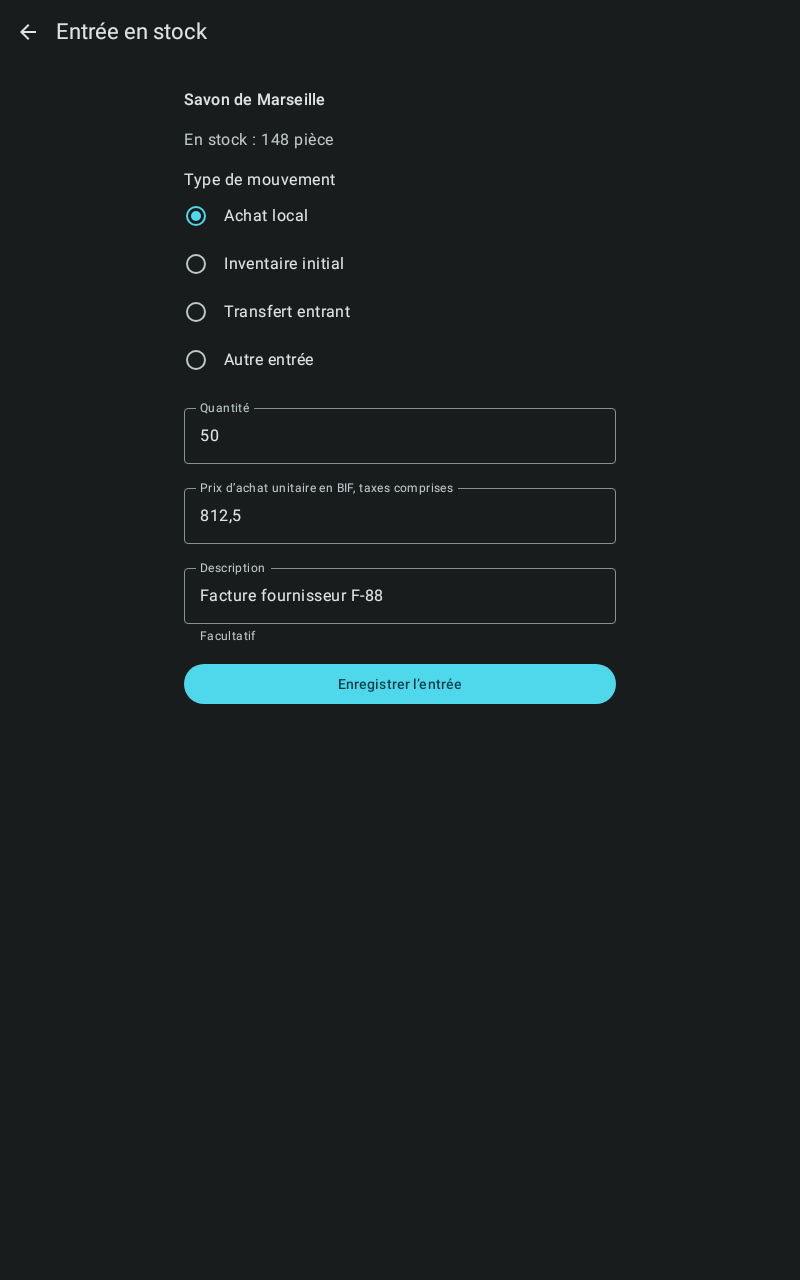 Entrée en stock
Savon de Marseille
En stock : 148 pièce
Type de mouvement
Achat local
Inventaire initial
Transfert entrant
Autre entrée
Quantité
50
Prix d’achat unitaire en BIF, taxes comprises
812,5
Description
Facture fournisseur F-88
Facultatif
Enregistrer l’entrée